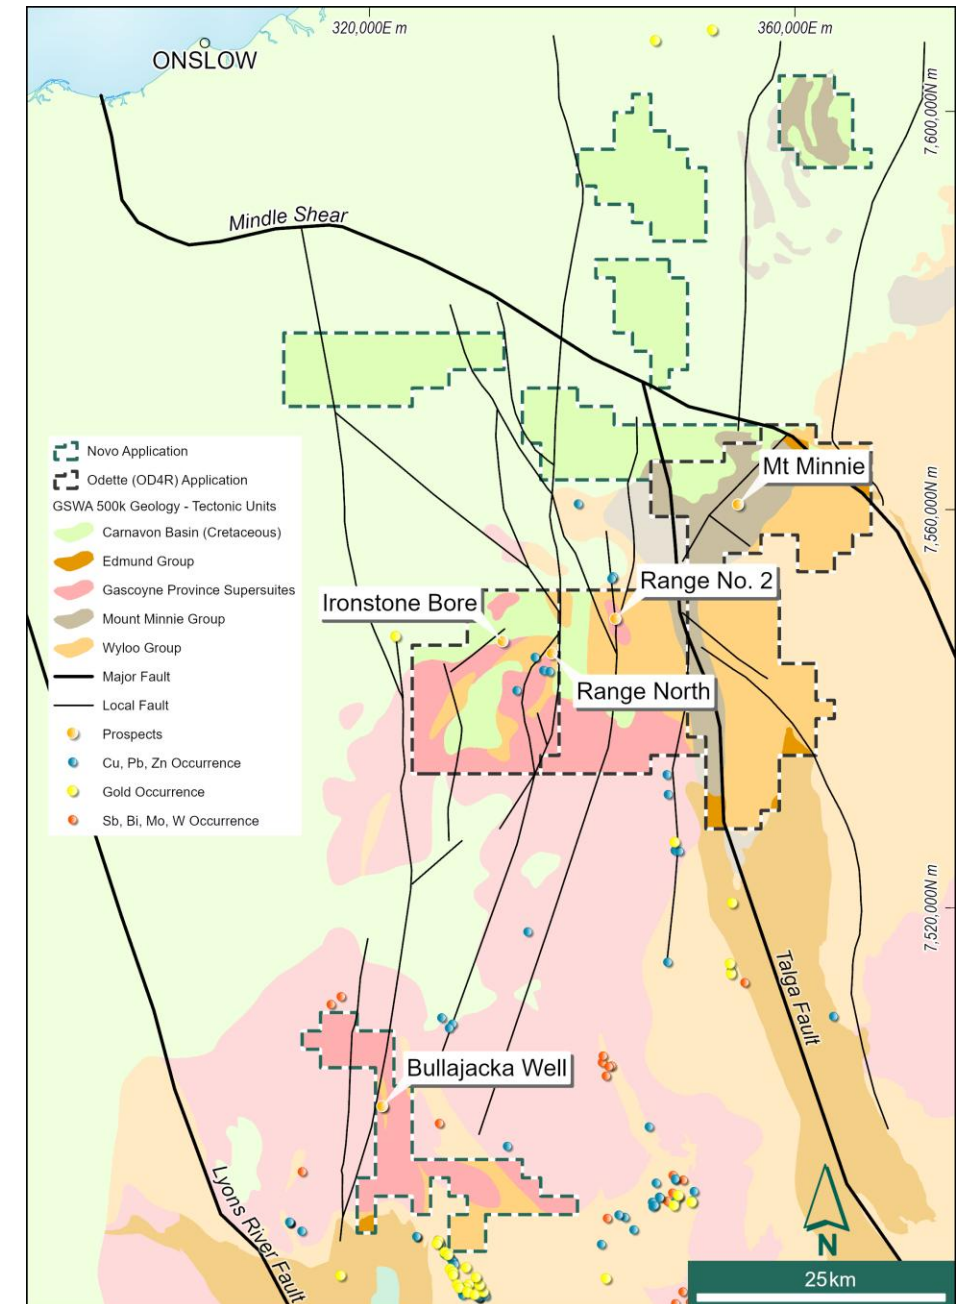 320,000E m
360,000E m
ONSLOW
7,600,000N m
Mindle Shear
Novo Application
Odette (OD4R) Application
GSWA 500k Geology - Tectonic Units
Carnavon Basin (Cretaceous)
Edmund Group
Gascoyne Province Supersuites
Mount Minnie Group
Wyloo Group
Major Fault
Local Fault
Prospects
Cu, Pb, Zn Occurrence
Gold Occurrence
Sb, Bi, Mo, W Occurrence
Mt Minnie
7,560,000N m
Range No. 2
Ironstone Bore
Range North
7,520,000N m
Talga Fault
Bullajacka Well
Lyons River Fault
N
25km